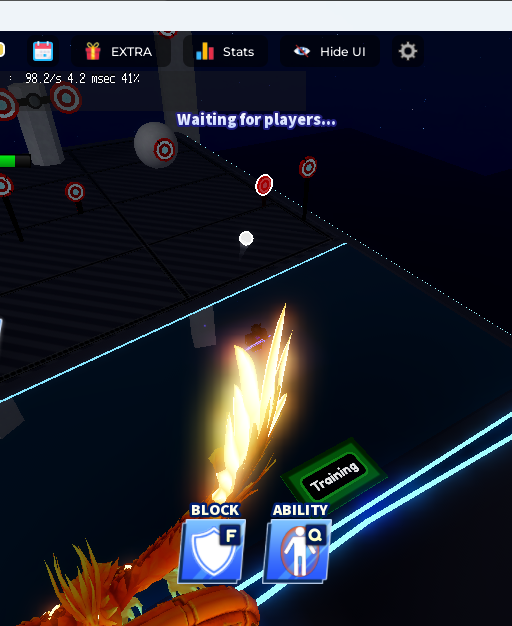 EXTRA
Stats
Hide UI
: 98.2/s 4.2 msec 41%
Waiting for players...
Training
BLOCK
F
ABILITY
Q